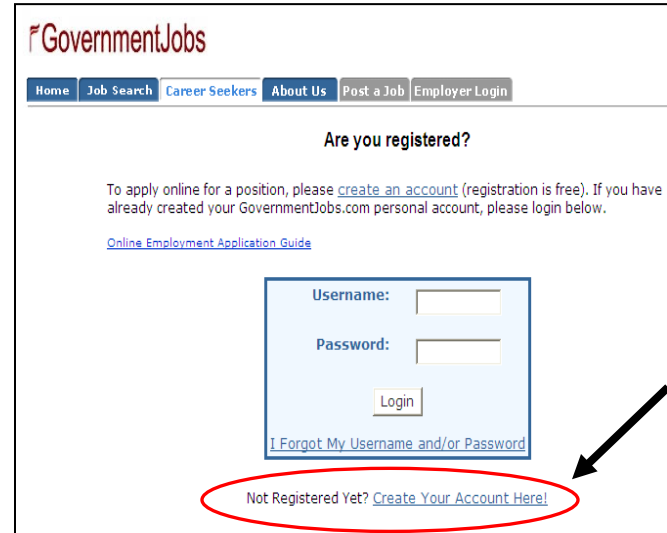 GovernmentJobs
Home Job Search Career Seekers About Us Post a Job Employer Login
Are you registered?
To apply online for a position, please create an account (registration is free). If you have
already created your GovernmentJobs.com personal account, please login below.
Online Employment Application Guide
Username:
Password:
Login
I Forgot My Username and/or Password
Not Registered Yet? Create Your Account Here!